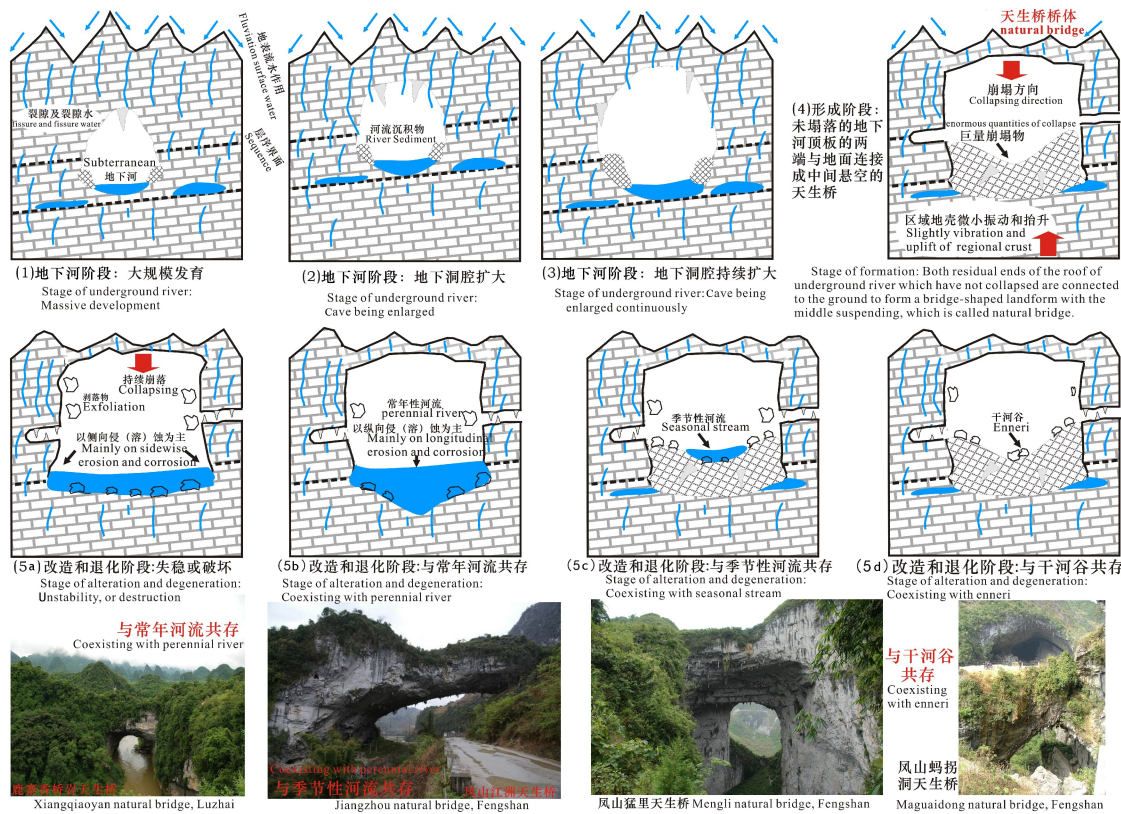 裂隙及裂隙水
fissure and fissure water
Subterranean
地下河
地表流水作用
Fluviation surface water
层序界面
Sequence
(1)地下河阶段：大规模发育
Stage of underground river:
Massive development
河流沉积物
River Sediment
(2)地下河阶段：地下洞腔扩大
Stage of underground river:
Cave being enlarged
(3)地下河阶段：地下洞腔持续扩大
Stage of underground river:Cave being
enlarged continuously
天生桥桥体
natural bridge
崩塌方向
Collapsing direction
enormous quantities of collapse
巨量崩塌物
区域地壳微小振动和抬升
Slightly vibration and
uplift of regional crust
(4)形成阶段：
未塌落的地下
河顶板的两
端与地面连接
成中间悬空的
天生桥
Stage of formation: Both residual ends of the roof of
underground river which have not collapsed are connected
to the ground to form a bridge-shaped landform with the
middle suspending, which is called natural bridge.
持续崩落
Collapsing
剥落物
Exfoliation
以侧向侵（溶）蚀为主
Mainly on sidewise
erosion and corrosion
(5a)改造和退化阶段:失稳或破坏
Stage of alteration and degeneration:
Unstability, or destruction
常年性河流
perennial river
以纵向侵（溶）蚀为主
Mainly on longitudinal
erosion and corrosion
(5b)改造和退化阶段:与常年河流共存
Stage of alteration and degeneration:
Coexisting with perennial river
季节性河流
Seasonal stream
(5c)改造和退化阶段:与季节性河流共存
Stage of alteration and degeneration:
Coexisting with seasonal stream
干河谷
Enneri
(5d)改造和退化阶段:与干河谷共存
Stage of alteration and degeneration:
Coexisting with enneri
与常年河流共存
Coexisting with perennial river
鹿寨香桥岩天生桥
Xiangqiaoyan natural bridge, Luzhai
Coexisting with perennial river
与季节性河流共存
凤山江洲天生桥
Jiangzhou natural bridge, Fengshan
凤山猛里天生桥 Mengli natural bridge, Fengshan
与干河谷
共存
Coexisting
with enneri
凤山蚂拐
洞天生桥
Maguaidong natural bridge, Fengshan